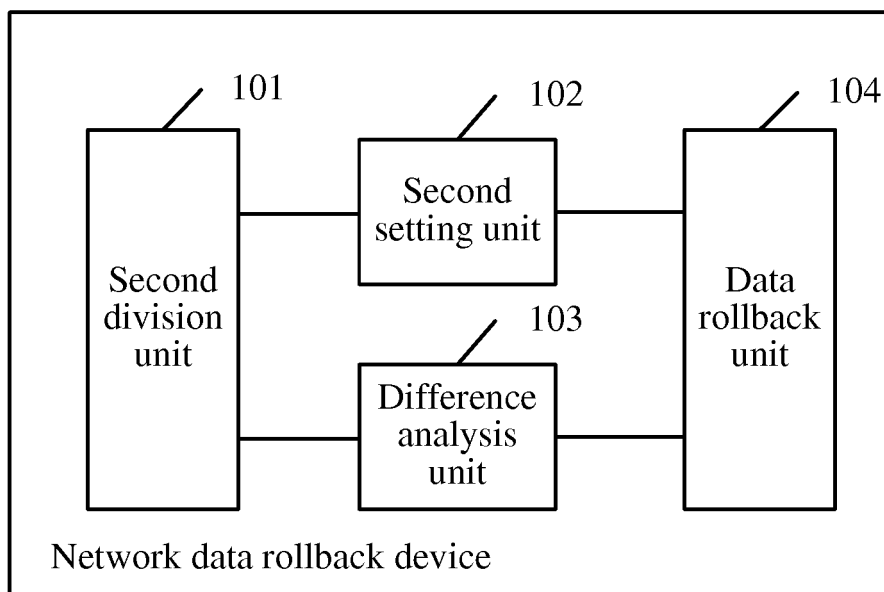 101
102
104
Second
setting unit
Second
division
unit
Data
rollback
unit
103
Difference
analysis
unit
Network data rollback device